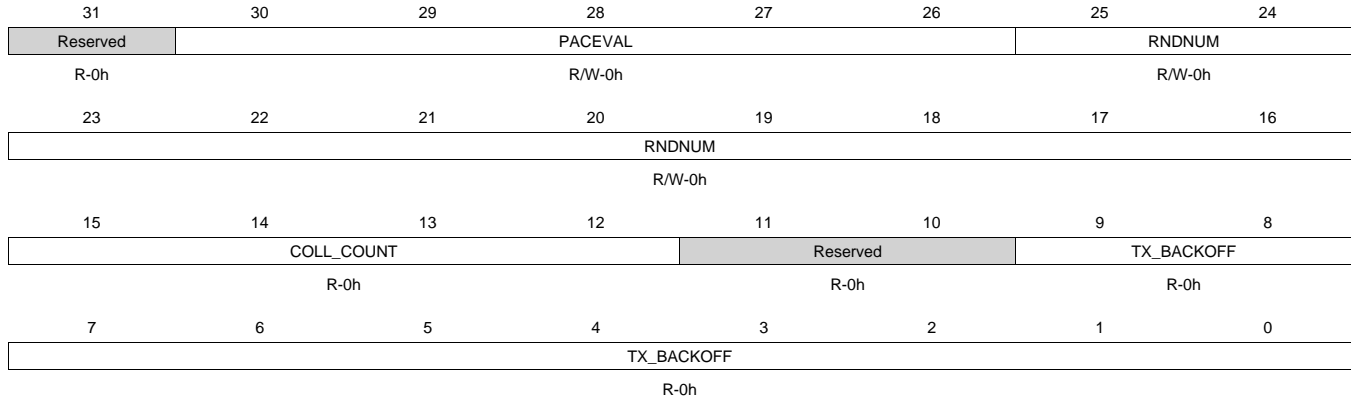 31 30 29 28 27 26 25 24
Reserved PACEVAL RNDNUM
R-0h R/W-0h R/W-0h
23 22 21 20 19 18 17 16
RNDNUM
R/W-0h
15 14 13 12 11 10 9 8
COLL_COUNT Reserved TX_BACKOFF
R-0h R-0h R-0h
7 6 5 4 3 2 1 0
TX_BACKOFF
R-0h